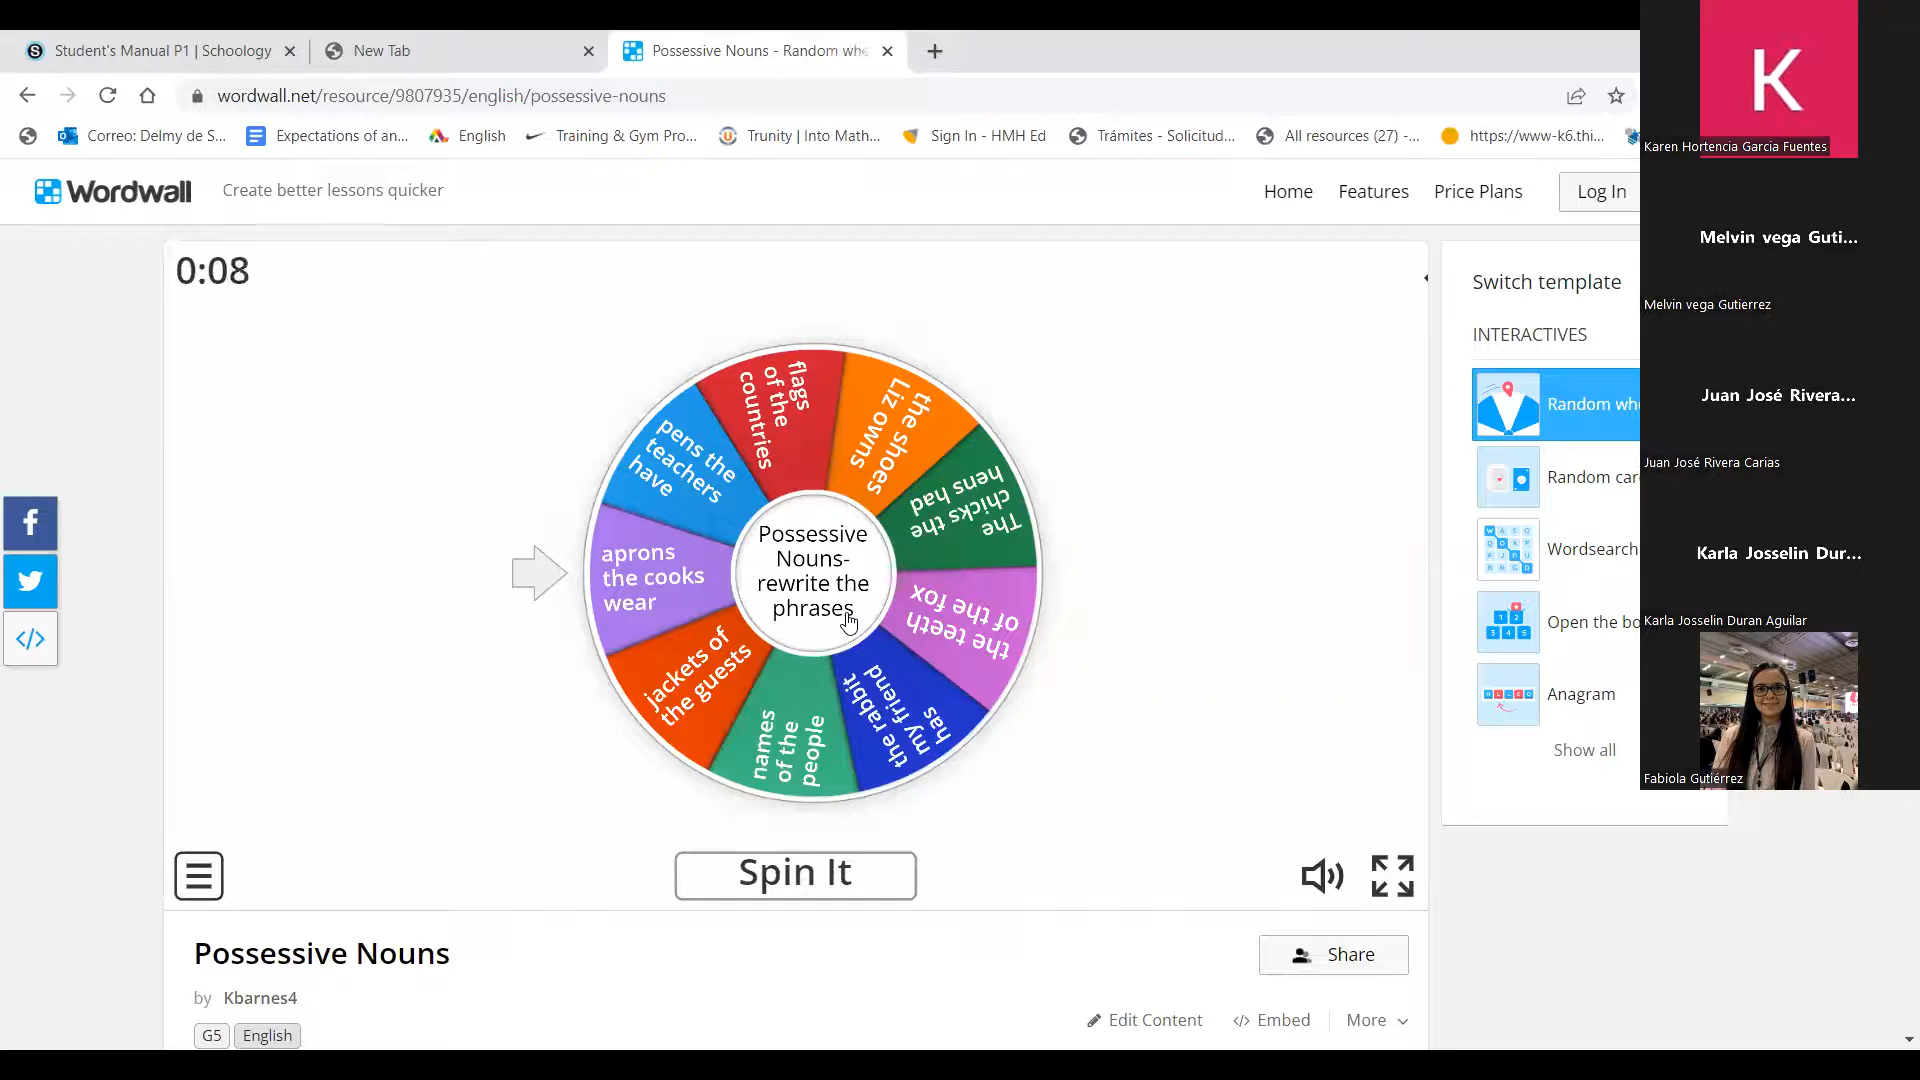 Student's Manual P1 | Schoology
New Tab
Possessive Nouns - Random whe
wordwall.net/resource/9807935/english/possessive-nouns
Correo: Delmy de S...
Expectations of an...
English
Training & Gym Pro...
Trunity | Into Math...
Sign In - HMH Ed
Trámites - Solicitud...
All resources (27) -...
https://www-k6.thi...
Wordwall
Create better lessons quicker
Home
Features
Price Plans
Log In
0:08
flags
of the
countries
the shoes
Liz owns
The
chicks the
hens had
the teeth
of the fox
the rabbit
my friend
has
names
of the
people
jackets of
the guests
aprons
the cooks
wear
pens the
teachers
have
Possessive
Nouns-
rewrite the
phrases
Spin It
Switch template
INTERACTIVES
Random whe
Random car
Wordsearch
Open the bo
Anagram
Show all
Possessive Nouns
by Kbarnes4
G5
English
Share
Edit Content
Embed
More
K
Karen Hortencia Garcia Fuentes
Melvin vega Guti...
Melvin vega Gutierrez
Juan José Rivera...
Juan José Rivera Carias
Karla Josselin Dur...
Karla Josselin Duran Aguilar
Fabiola Gutiérrez